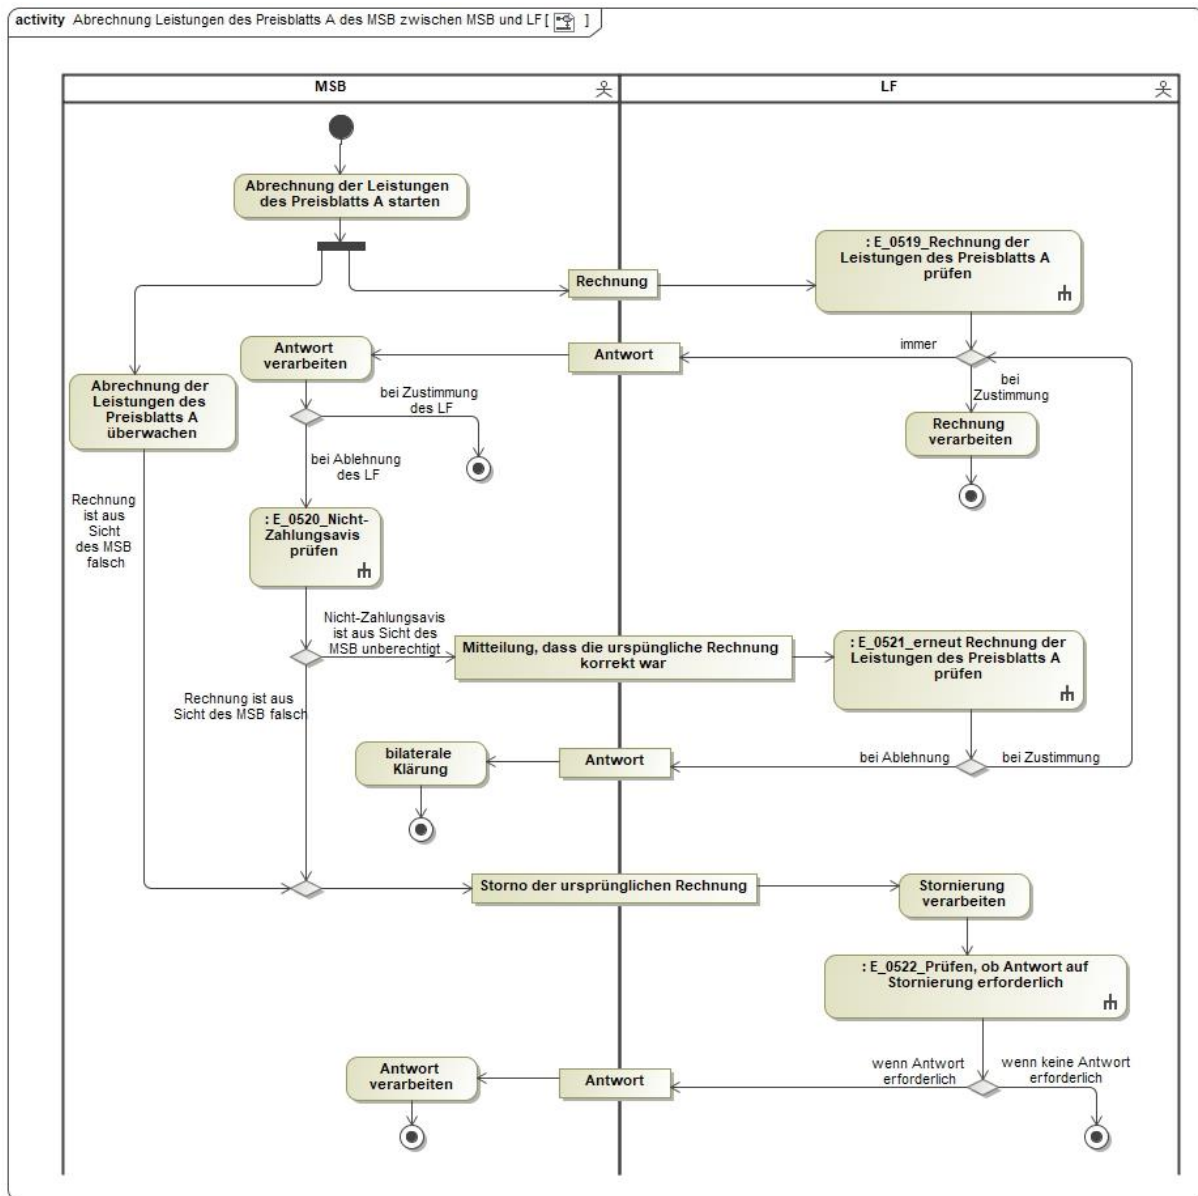 activity Abrechnung Leistungen des Preisblatts A des MSB zwischen MSB und LF [ ]
MSB
LF
Abrechnung der Leistungen
des Preisblatts A starten
: E_0519_Rechnung der
Leistungen des Preisblatts A
prüfen
Rechnung
immer
Antwort
Antwort
verarbeiten
bei
Zustimmung
Abrechnung der
Leistungen des
Preisblatts A
überwachen
bei Zustimmung
des LF
Rechnung
verarbeiten
bei Ablehnung
des LF
Rechnung
ist aus
Sicht
des MSB
falsch
: E_0520_Nicht-
Zahlungsavis
prüfen
Nicht-Zahlungsavis
ist aus Sicht des
MSB unberechtigt
Mitteilung, dass die urspüngliche Rechnung
korrekt war
: E_0521_erneut Rechnung der
Leistungen des Preisblatts A
prüfen
Rechnung ist aus
Sicht des MSB falsch
bilaterale
Klärung
Antwort
bei Ablehnung
bei Zustimmung
Storno der ursprünglichen Rechnung
Stornierung
verarbeiten
: E_0522_Prüfen, ob Antwort auf
Stornierung erforderlich
wenn Antwort
erforderlich
wenn keine Antwort
erforderlich
Antwort
verarbeiten
Antwort